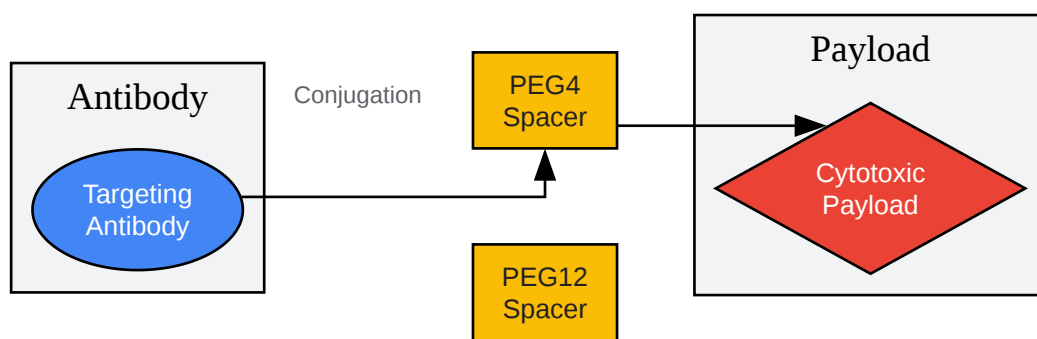 Antibody
Targeting
Antibody
Conjugation
PEG4
Spacer
PEG12
Spacer
Payload
Cytotoxic
Payload